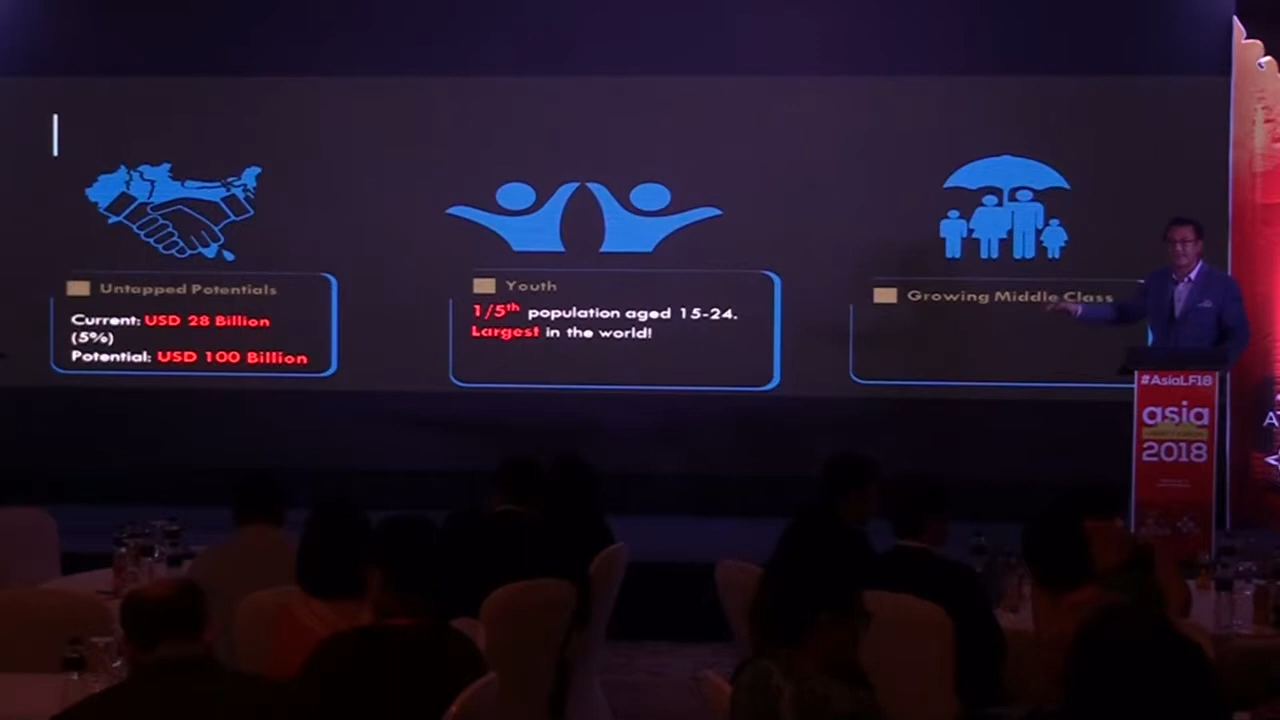 Untapped Potentials
Current: USD 28 Billion
(5%)
Potential: USD 100 Billion
Youth
1/5th population aged 15-24.
Largest in the world!
Growing Middle Class
#AsiaLF18
asia
2018
A